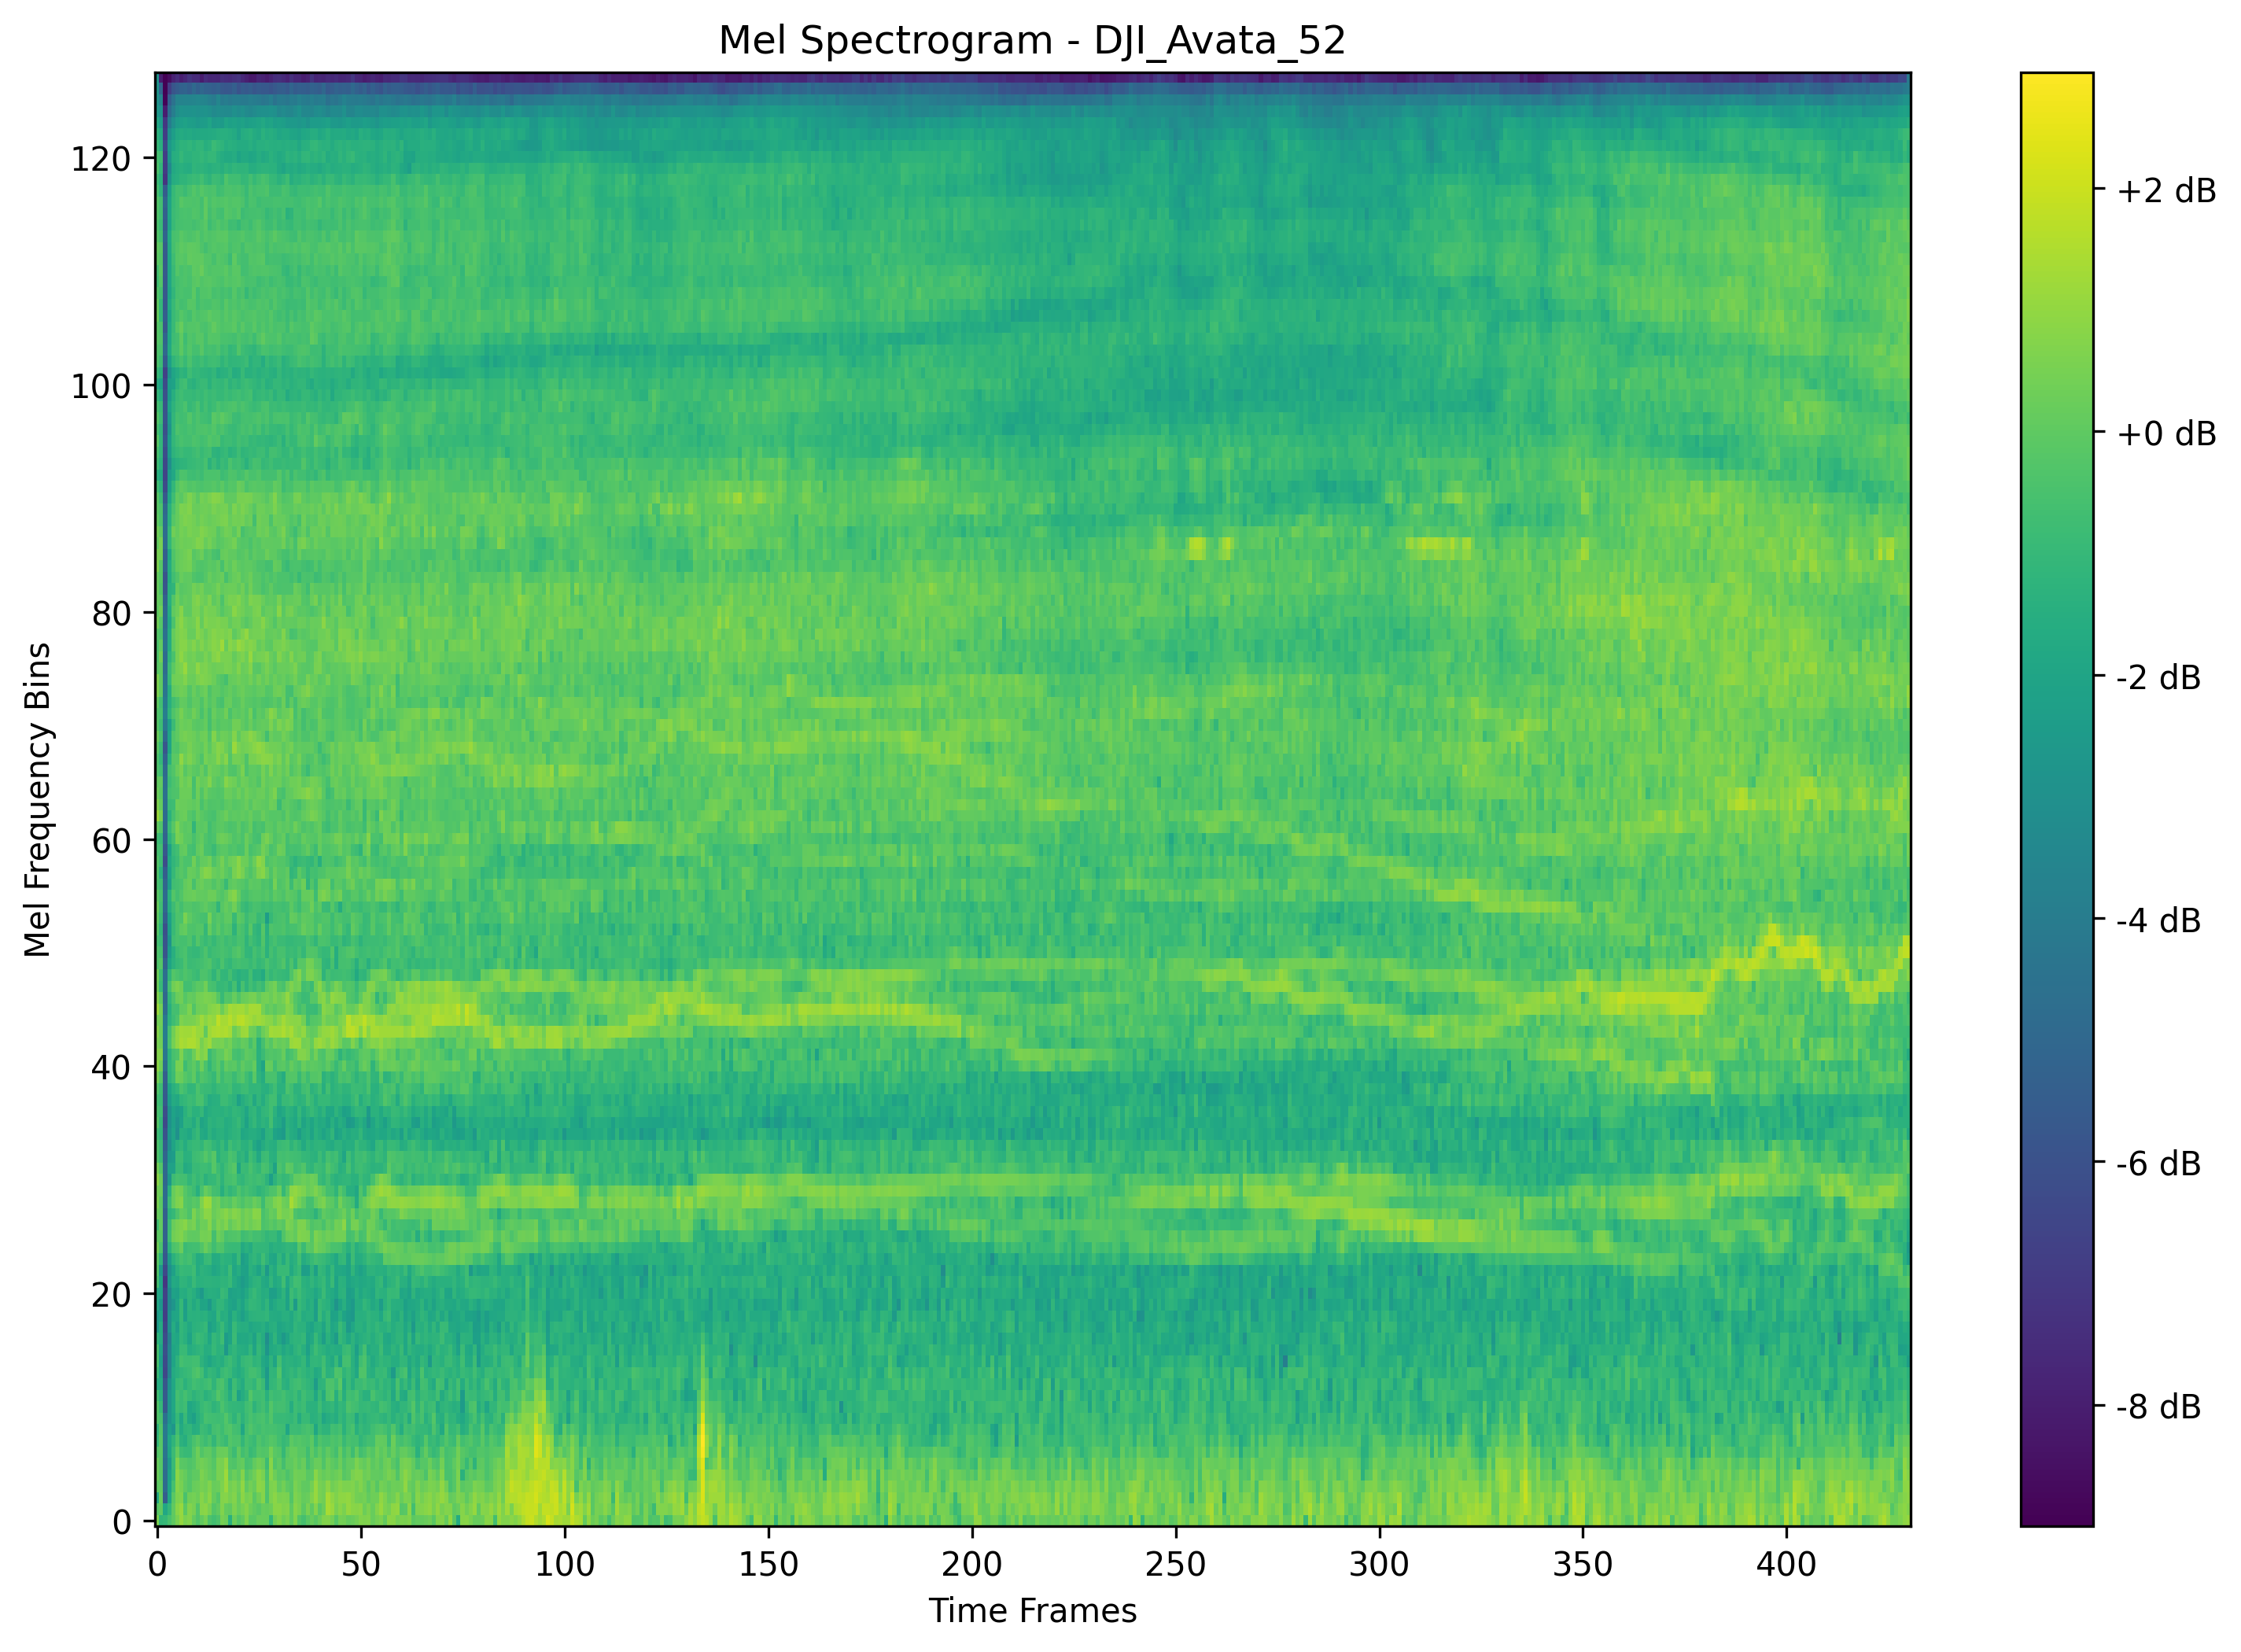 Mel Spectrogram - DJI_Avata_52
Mel Frequency Bins
120
100
80
60
40
20
0
0 50 100 150 200 250 300 350 400
Time Frames
+2 dB
+0 dB
-2 dB
-4 dB
-6 dB
-8 dB